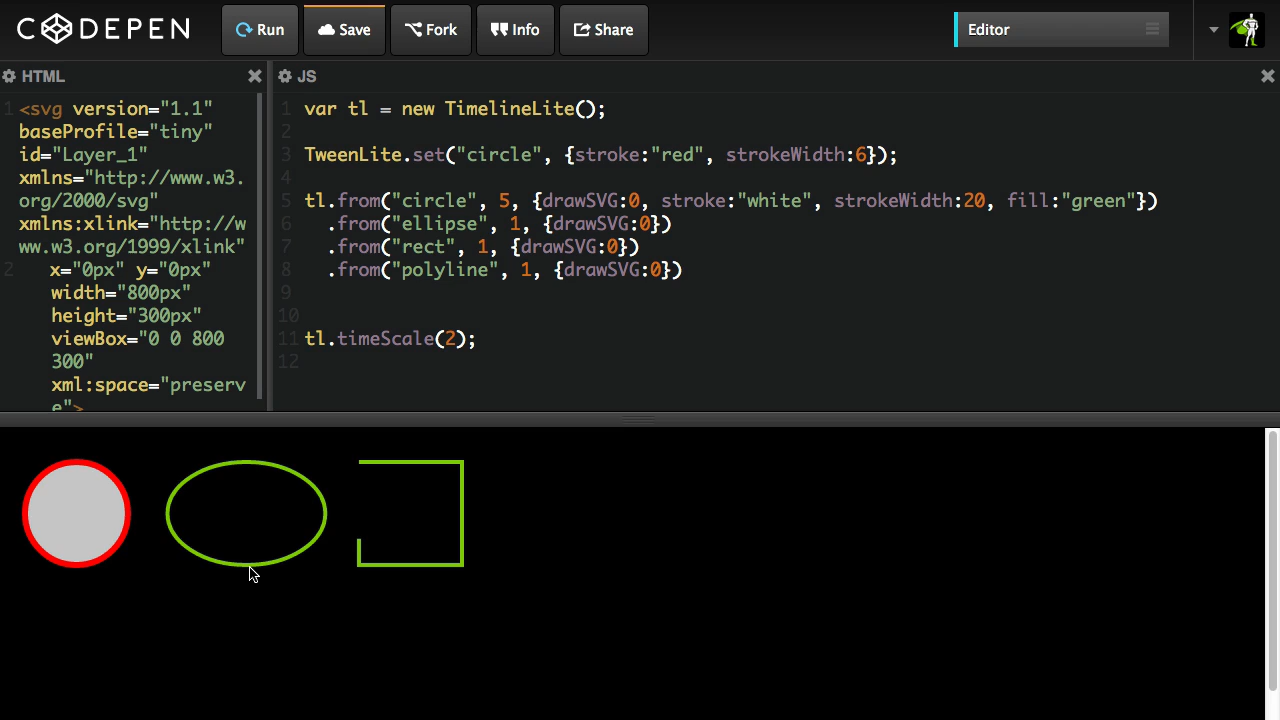 CODEPEN
Run
Save
Fork
Info
Share
Editor
HTML
1 <svg version="1.1"
baseProfile="tiny"
id="Layer_1"
xmlns="http://www.w3.
org/2000/svg"
xmlns:xlink="http://w
ww.w3.org/1999/xlink"
2 x="0px" y="0px"
width="800px"
height="300px"
viewBox="0 0 800
300"
xml:space="preserv
e">
JS
1 var tl = new TimelineLite();
2
3 TweenLite.set("circle", {stroke:"red", strokeWidth:6});
4
5 tl.from("circle", 5, {drawSVG:0, stroke:"white", strokeWidth:20, fill:"green"})
6 .from("ellipse", 1, {drawSVG:0})
7 .from("rect", 1, {drawSVG:0})
8 .from("polyline", 1, {drawSVG:0})
9
10
11 tl.timeScale(2);
12